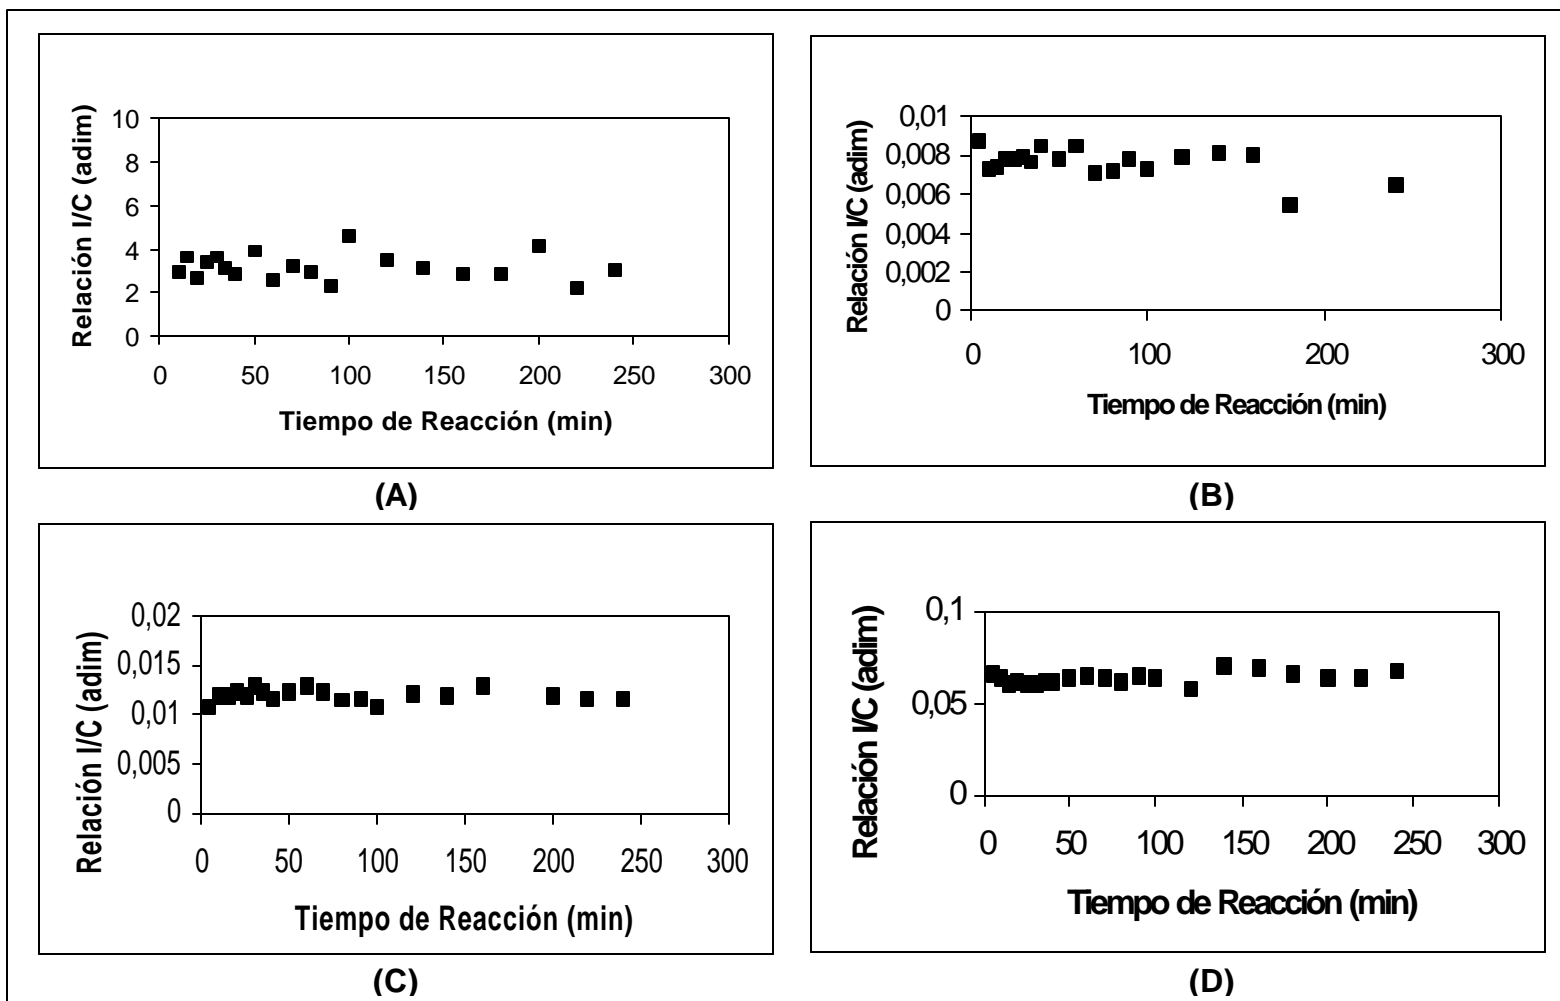 Relación I/C (adim)
10
8
6
4
2
0
0 50 100 150 200 250 300
Tiempo de Reacción (min)
(A)
Relación I/C (adim)
0,01
0,008
0,006
0,004
0,002
0
0 100 200 300
Tiempo de Reacción (min)
(B)
Relación I/C (adim)
0,02
0,015
0,01
0,005
0
0 50 100 150 200 250 300
Tiempo de Reacción (min)
(C)
Relación I/C (adim)
0,1
0,05
0
0 50 100 150 200 250 300
Tiempo de Reacción (min)
(D)